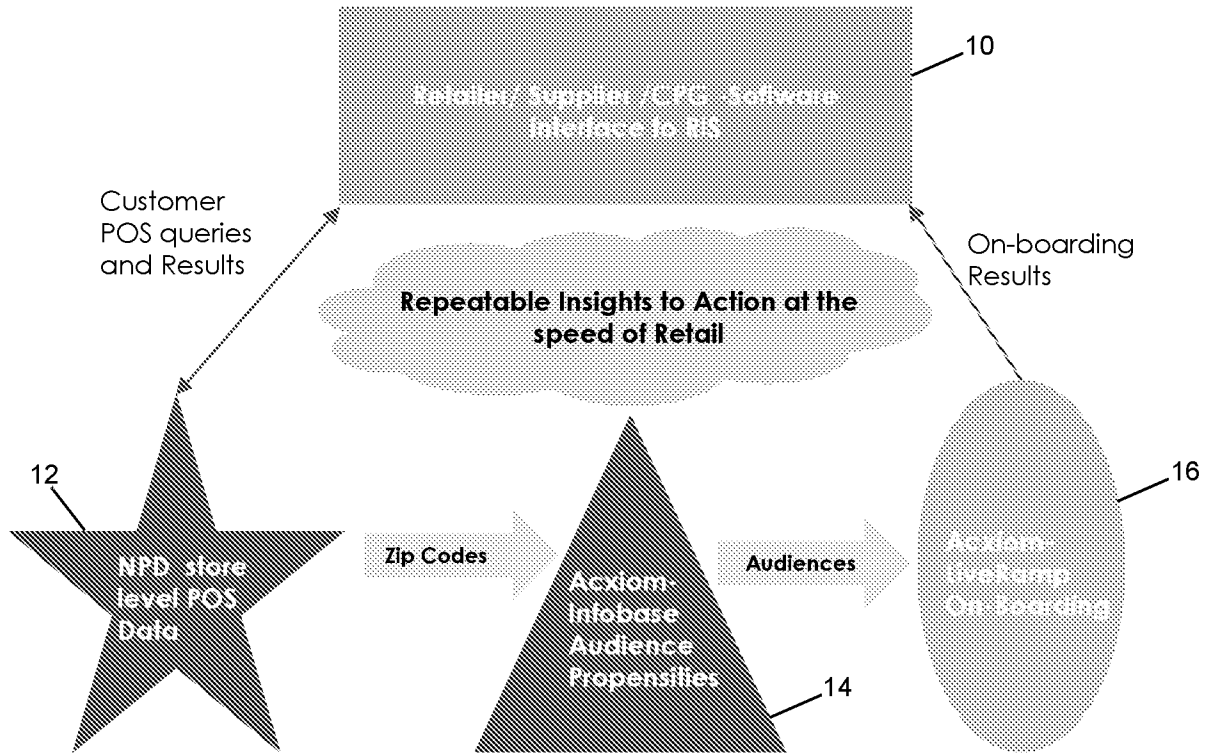 10
Retailer/ Supplier /CPG -Software
Interface to RIS
Customer
POS queries
and Results
On-boarding
Results
Repeatable Insights to Action at the
speed of Retail
12
16
NPD store
level POS
Data
Zip Codes
Acxiom-
Infobase
Audience
Propensities
Audiences
Acxiom-
LiveRamp
On-Boarding
14